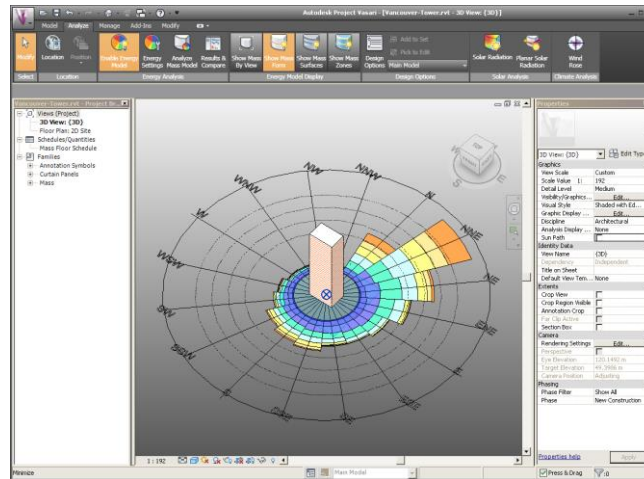 Autodesk Project Vasari - [Vancouver-Tower.rvt - 3D View: {3D}]
Model Analyze Manage Add-Ins Modify
Modify
Location
Position
Enable Energy Model
Energy Settings
Analyze Mass Model
Results & Compare
Show Mass By View
Show Mass Form
Show Mass Surfaces
Show Mass Zones
Design Options
Add to Set
Pick to Edit
Main Model
Solar Radiation
Planar Solar Radiation
Wind Rose
Select Location Energy Analysis Energy Model Display Design Options Solar Analysis Climate Analysis
Vancouver-Tower.rvt - Project Br...
Views (Project)
3D View: {3D}
Floor Plan: 2D Site
Schedules/Quantities
Mass Floor Schedule
Families
Annotation Symbols
Curtain Panels
Mass
TOP
NW
NNW
N
NNE
NE
ENE
WNW
W
WSW
SW
SSW
S
SSE
SE
Properties
3D View: {3D} Edit Type
Graphics
View Scale Custom
Scale Value 1: 192
Detail Level Medium
Visibility/Graphics... Edit...
Visual Style Shaded with Ed...
Graphic Display ... Edit...
Discipline Architectural
Analysis Display ... None
Sun Path
Identity Data
View Name {3D}
Dependency Independent
Title on Sheet
Default View Tem... None
Extents
Crop View
Crop Region Visible
Annotation Crop
Far Clip Active
Section Box
Camera
Rendering Settings Edit...
Perspective
Eye Elevation
Target Elevation
Camera Position Adjusting
Phasing
Phase Filter Show All
Phase New Construction
Properties help Apply
1 : 192
Minimize
Main Model
Press & Drag
:0